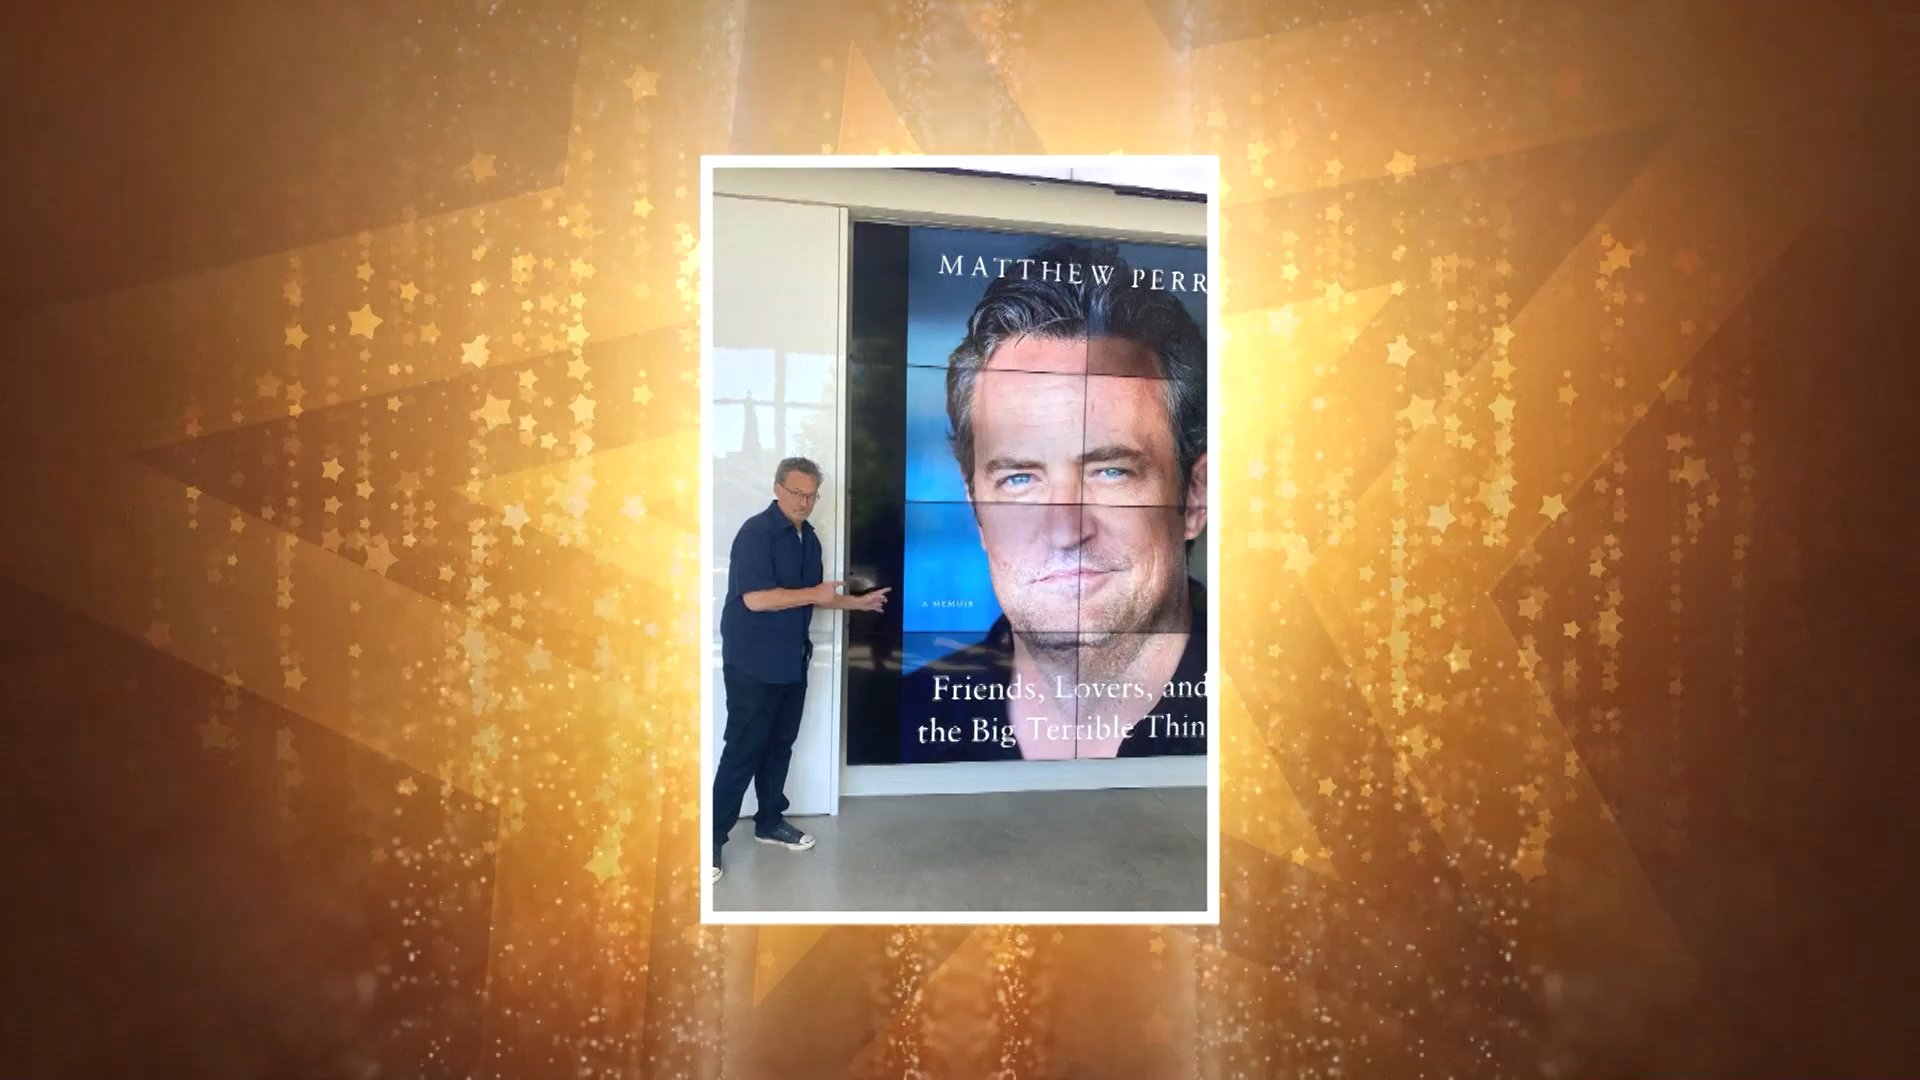 MATTHEW PERR
A MEMOIR
Friends, Lovers, and
the Big Terrible Thin